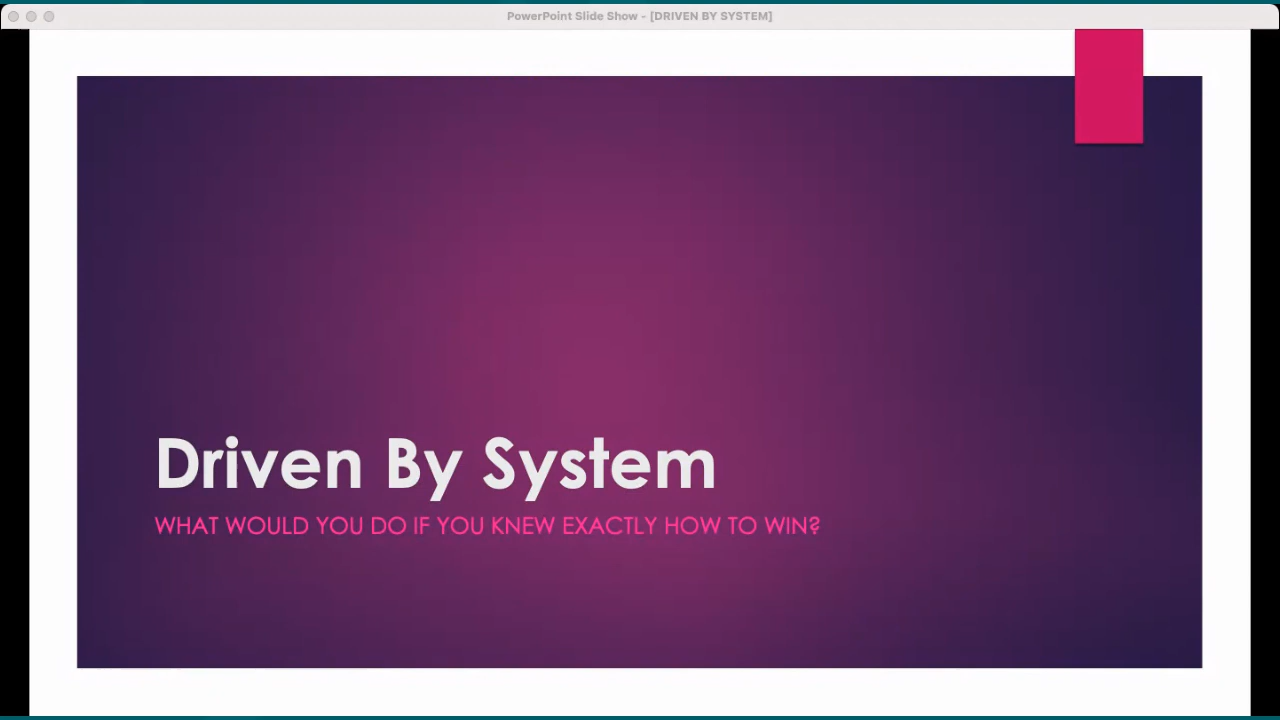 PowerPoint Slide Show - [DRIVEN BY SYSTEM]
Driven By System
WHAT WOULD YOU DO IF YOU KNEW EXACTLY HOW TO WIN?